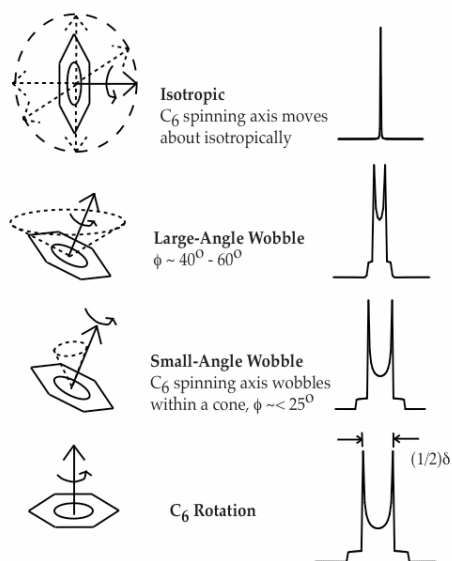 Isotropic
C6 spinning axis moves
about isotropically
Large-Angle Wobble
ϕ ~ 40° - 60°
Small-Angle Wobble
C6 spinning axis wobbles
within a cone, ϕ ~< 25°
(1/2)δ
C6 Rotation